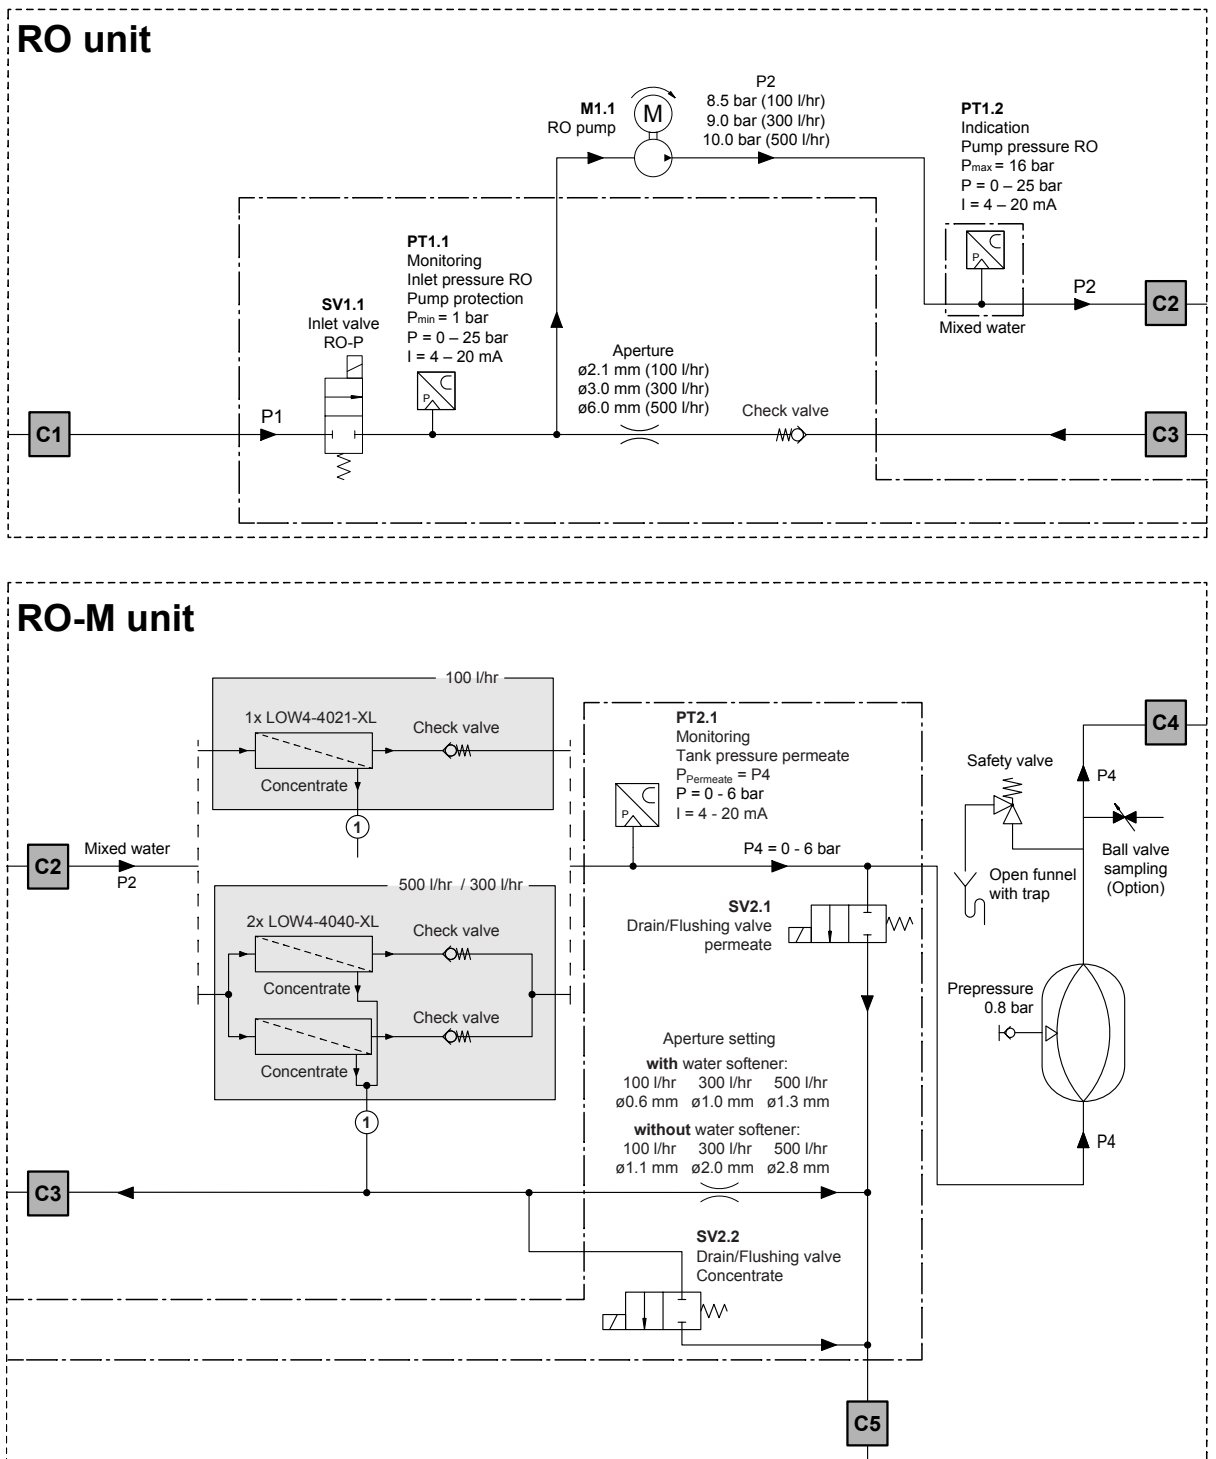 RO unit
M1.1
RO pump
M
P2
8.5 bar (100 l/hr)
9.0 bar (300 l/hr)
10.0 bar (500 l/hr)
PT1.2
Indication
Pump pressure RO
Pmax = 16 bar
P = 0 – 25 bar
I = 4 – 20 mA
P
Mixed water
P2
C2
PT1.1
Monitoring
Inlet pressure RO
Pump protection
Pmin = 1 bar
P = 0 – 25 bar
I = 4 – 20 mA
P
SV1.1
Inlet valve
RO-P
Aperture
ø2.1 mm (100 l/hr)
ø3.0 mm (300 l/hr)
ø6.0 mm (500 l/hr)
Check valve
C1
P1
C3
RO-M unit
100 l/hr
1x LOW4-4021-XL
Check valve
Concentrate
1
C2
Mixed water
P2
500 l/hr / 300 l/hr
2x LOW4-4040-XL
Check valve
Concentrate
Check valve
Concentrate
1
C3
PT2.1
Monitoring
Tank pressure permeate
PPermeate = P4
P = 0 - 6 bar
I = 4 - 20 mA
P
P4 = 0 - 6 bar
SV2.1
Drain/Flushing valve
permeate
Aperture setting
with water softener:
100 l/hr 300 l/hr 500 l/hr
ø0.6 mm ø1.0 mm ø1.3 mm
without water softener:
100 l/hr 300 l/hr 500 l/hr
ø1.1 mm ø2.0 mm ø2.8 mm
SV2.2
Drain/Flushing valve
Concentrate
C4
P4
Safety valve
Open funnel
with trap
Ball valve
sampling
(Option)
Prepressure
0.8 bar
P4
C5